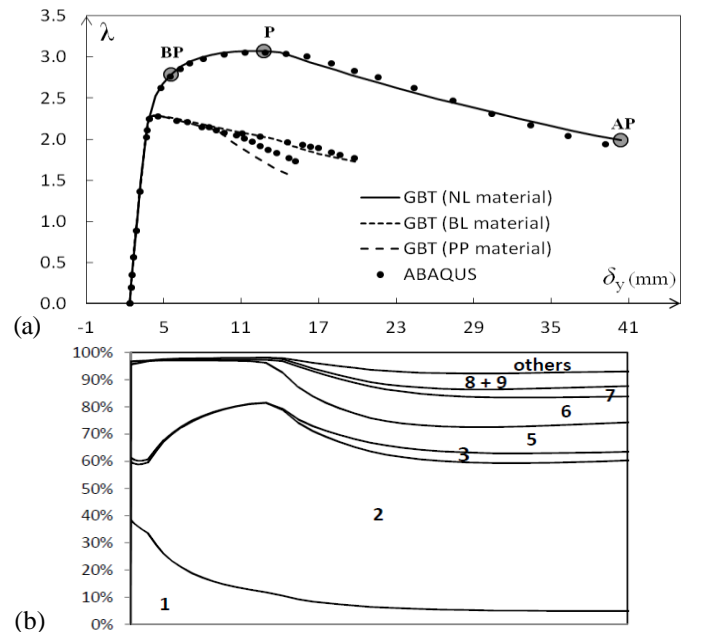 (a)
λ
3.5
3.0
2.5
2.0
1.5
1.0
0.5
0.0
BP
P
AP
GBT (NL material)
GBT (BL material)
GBT (PP material)
ABAQUS
δy (mm)
-1 5 11 17 23 29 35 41
(b)
100%
90%
80%
70%
60%
50%
40%
30%
20%
10%
0%
others
8 + 9
7
6
5
3
2
1